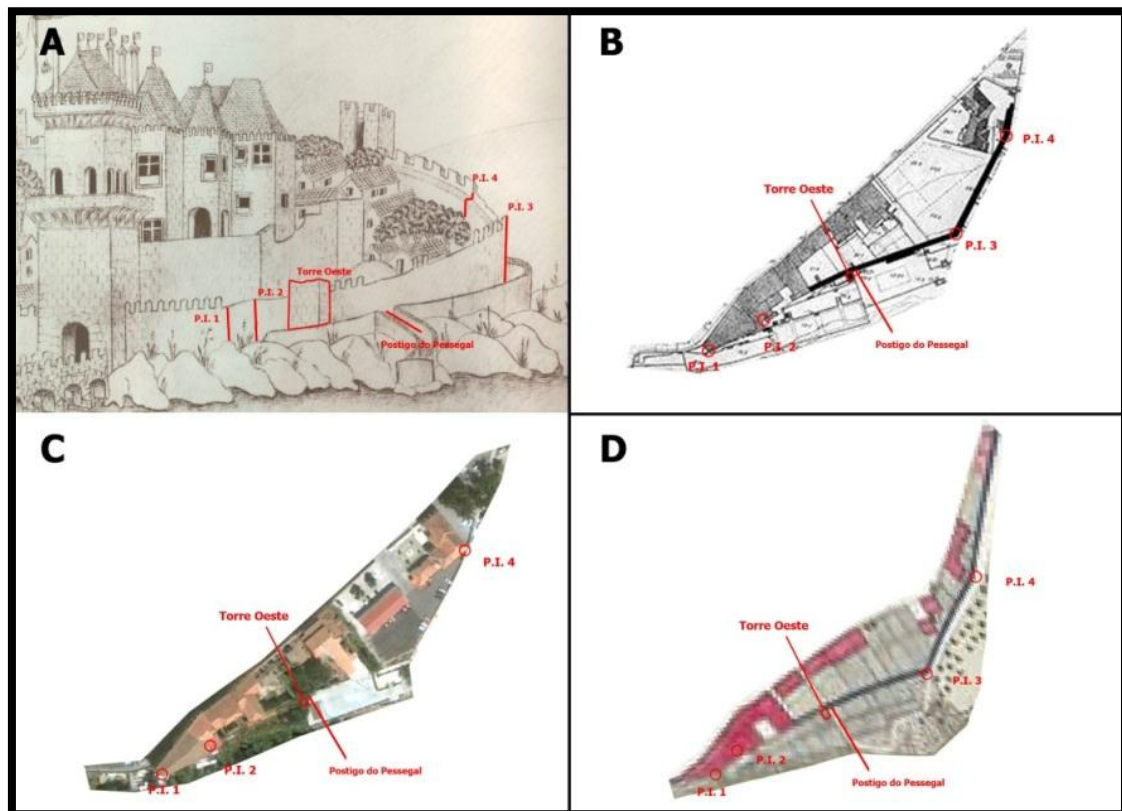 A
P.I. 4
P.I. 3
Torre Oeste
P.I. 2
P.I. 1
Postigo do Pessegal
B
P.I. 4
Torre Oeste
P.I. 3
Postigo do Pessegal
P.I. 2
P.I. 1
C
P.I. 4
Torre Oeste
P.I. 2
Postigo do Pessegal
P.I. 1
D
P.I. 4
Torre Oeste
P.I. 3
P.I. 2
Postigo do Pessegal
P.I. 1